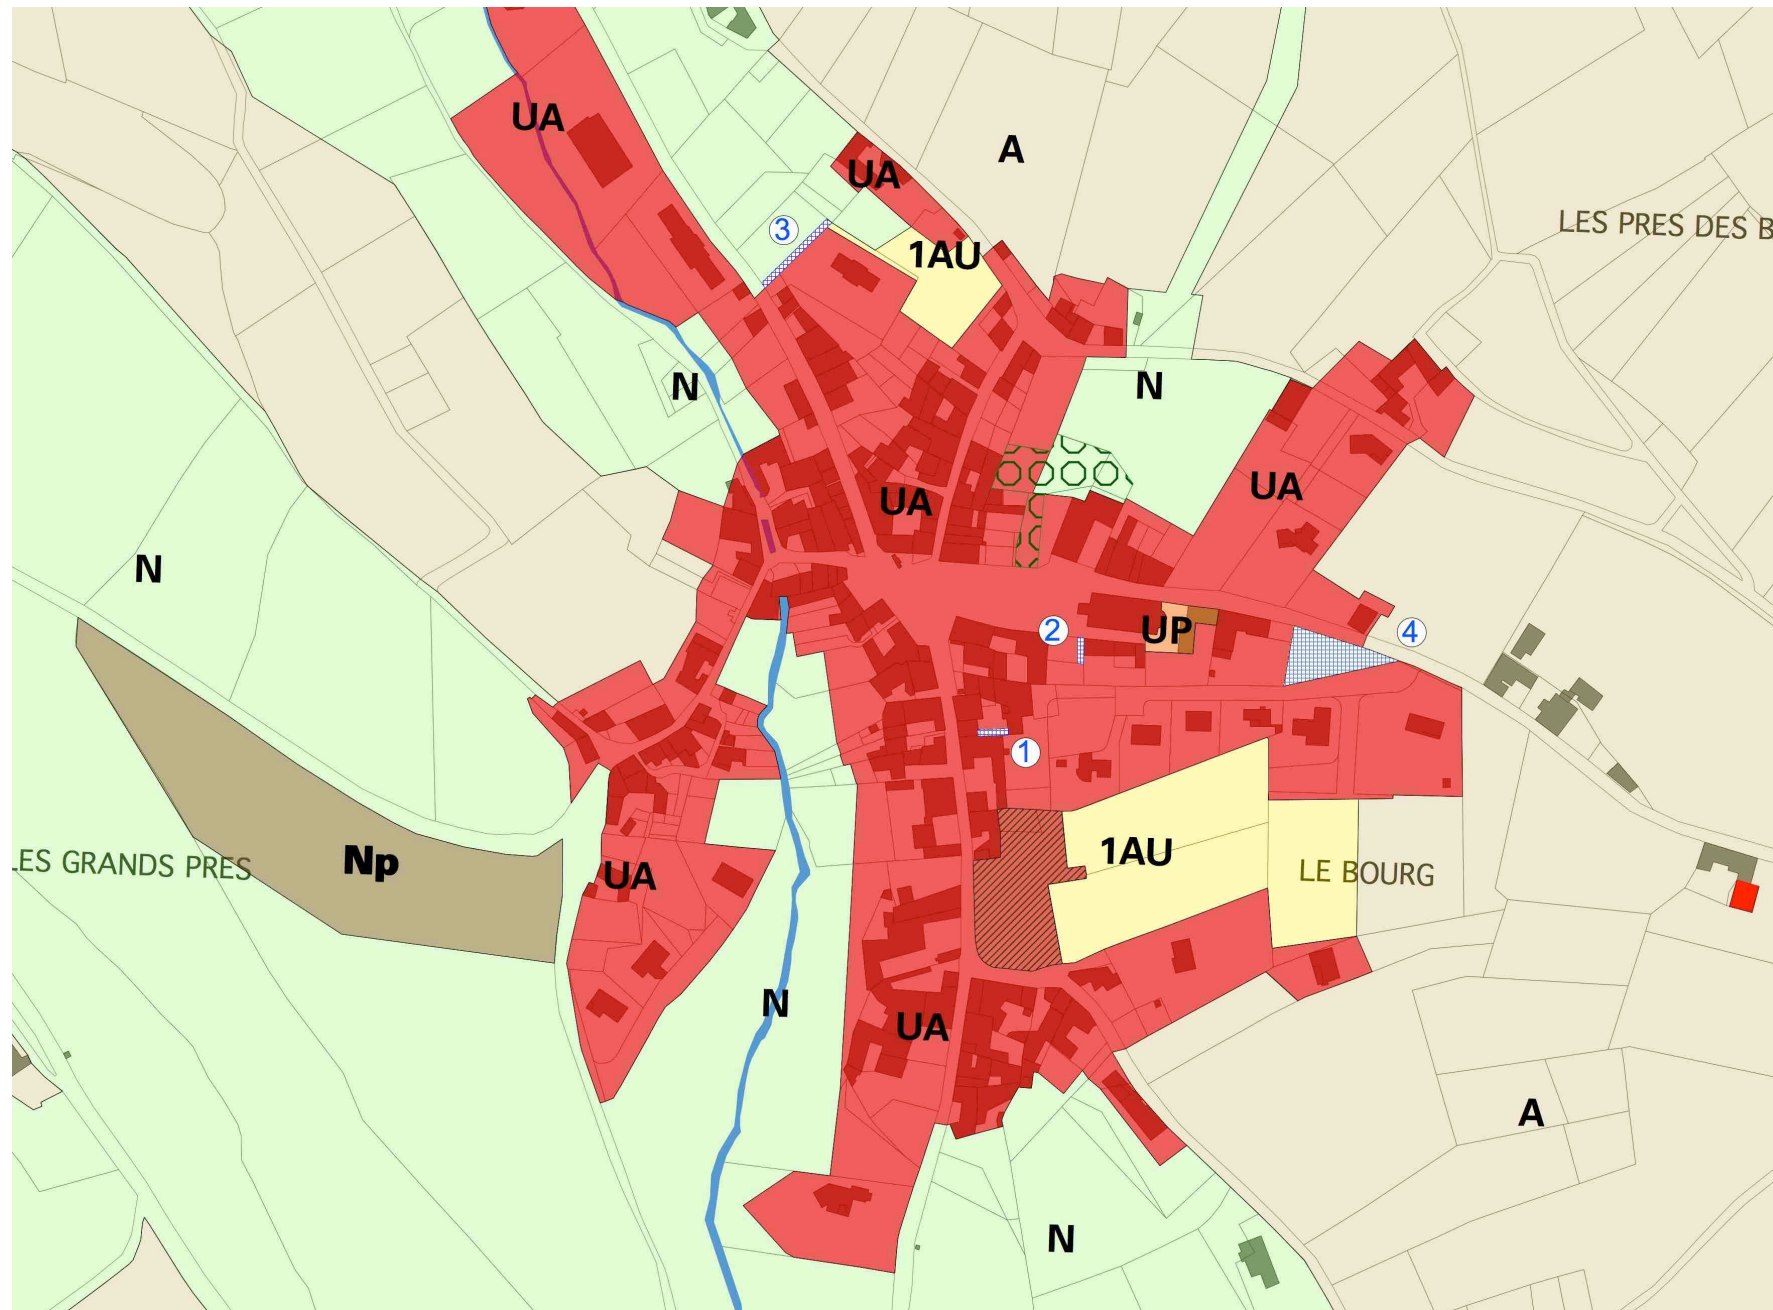 UA
A
UA
LES PRES DES B
3
1AU
N
N
UA
UA
N
2
UP
4
1
1AU
LES GRANDS PRES
Np
UA
LE BOURG
N
UA
A
N